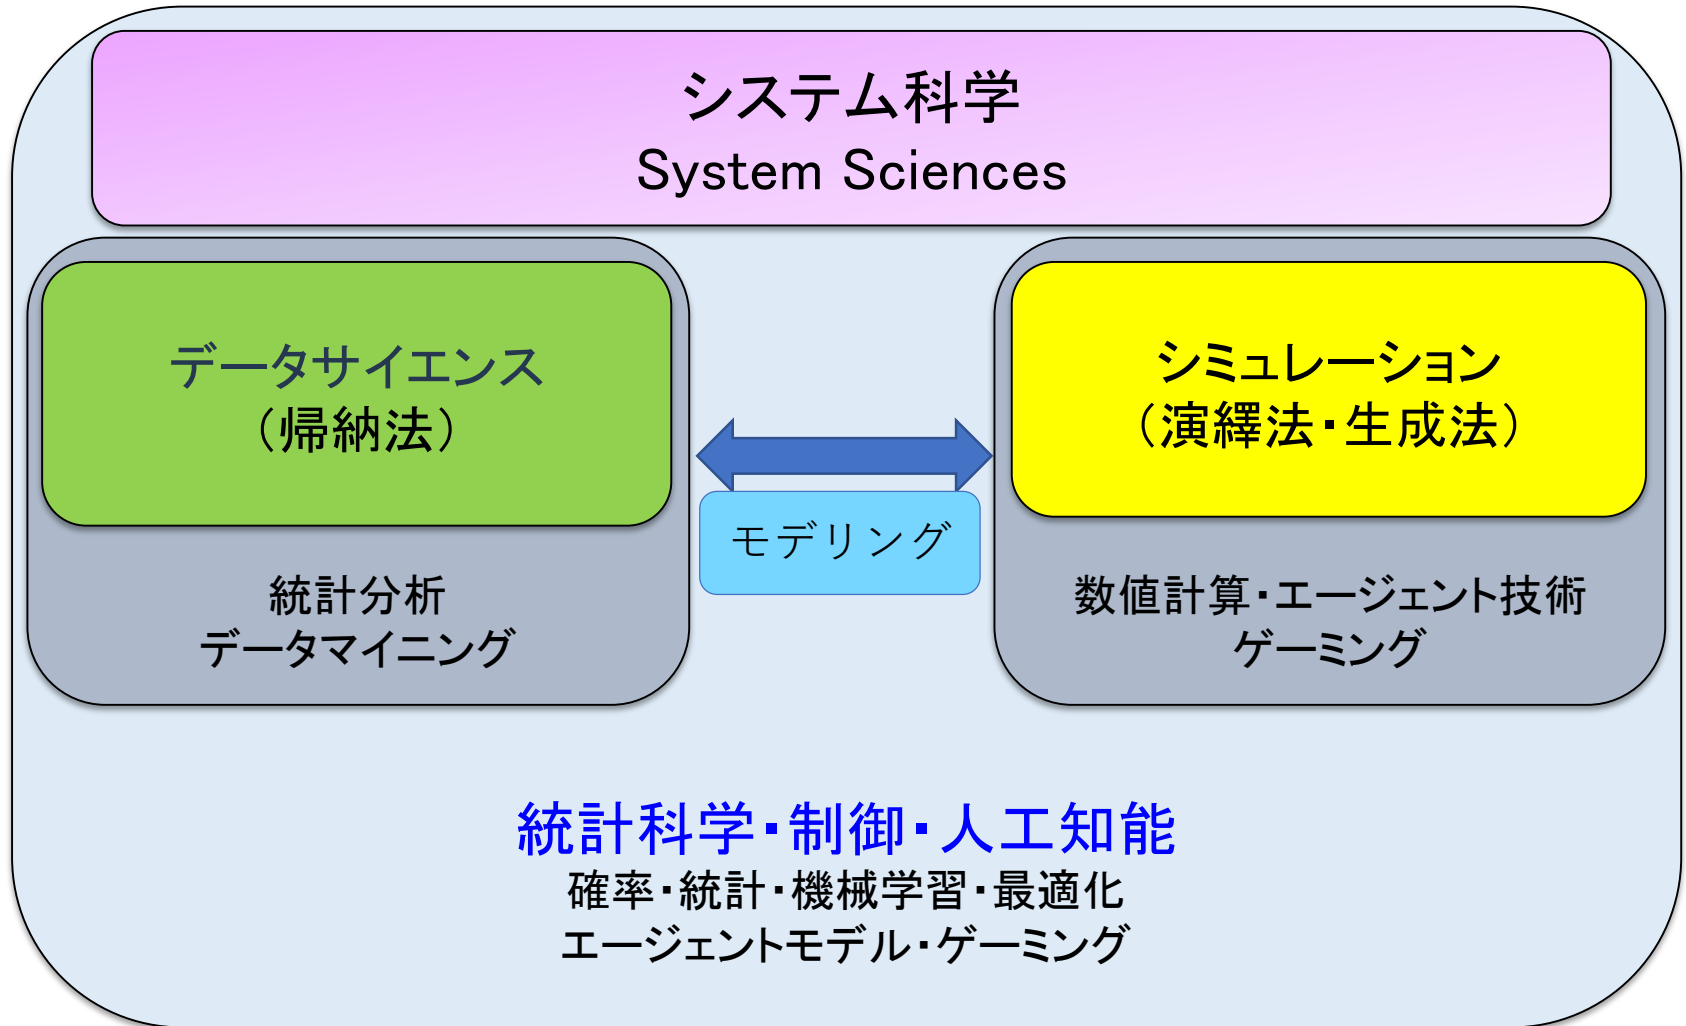 システム科学
System Sciences
データサイエンス
（帰納法）
シミュレーション
（演繹法・生成法）
モデリング
統計分析
データマイニング
数値計算・エージェント技術
ゲーミング
統計科学・制御・人工知能
確率・統計・機械学習・最適化
エージェントモデル・ゲーミング